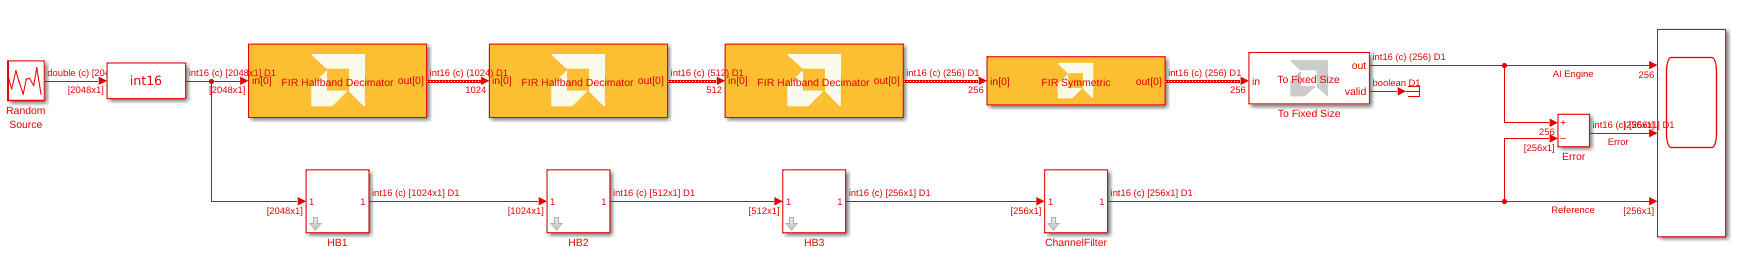 Random
Source
double (c) [204
[2048x1]
int16
int16 (c) [2048x1] D1
[2048x1]
in[0]
FIR Halfband Decimator
out[0]
int16 (c) (1024) D1
1024
in[0]
FIR Halfband Decimator
out[0]
int16 (c) (512) D1
512
in[0]
FIR Halfband Decimator
out[0]
int16 (c) (256) D1
256
in[0]
FIR Symmetric
out[0]
int16 (c) (256) D1
256
in
To Fixed Size
out
valid
To Fixed Size
int16 (c) (256) D1
boolean D1
AI Engine
256
+
−
256
[256x1]
Error
int16 (c) [256x1] D1
[256x1]
Error
[2048x1]
1
1
HB1
int16 (c) [1024x1] D1
[1024x1]
1
1
HB2
int16 (c) [512x1] D1
[512x1]
1
1
HB3
int16 (c) [256x1] D1
[256x1]
1
1
ChannelFilter
int16 (c) [256x1] D1
Reference
[256x1]